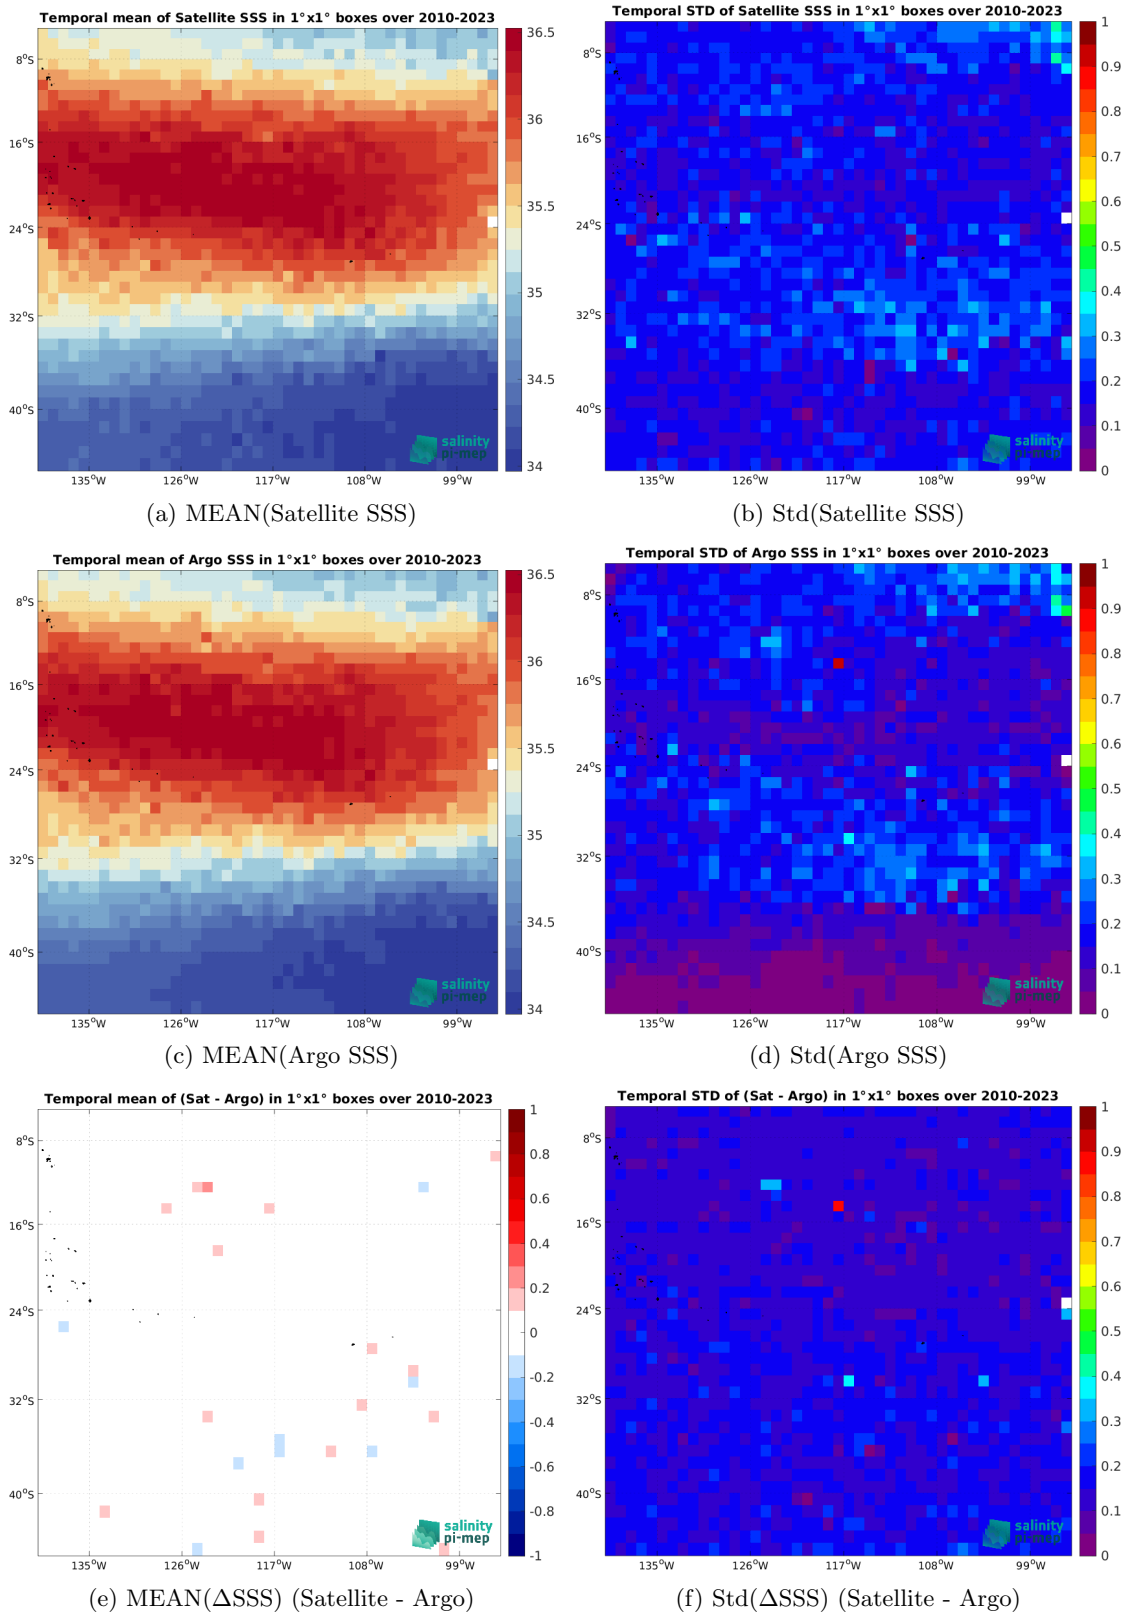 Temporal mean of Satellite SSS in 1°x1° boxes over 2010-2023
8°S
16°S
24°S
32°S
40°S
135°W 126°W 117°W 108°W 99°W
36.5
36
35.5
35
34.5
34
salinity
pi-mep
(a) MEAN(Satellite SSS)
Temporal STD of Satellite SSS in 1°x1° boxes over 2010-2023
8°S
16°S
24°S
32°S
40°S
135°W 126°W 117°W 108°W 99°W
1
0.9
0.8
0.7
0.6
0.5
0.4
0.3
0.2
0.1
0
salinity
pi-mep
(b) Std(Satellite SSS)
Temporal mean of Argo SSS in 1°x1° boxes over 2010-2023
8°S
16°S
24°S
32°S
40°S
135°W 126°W 117°W 108°W 99°W
36.5
36
35.5
35
34.5
34
salinity
pi-mep
(c) MEAN(Argo SSS)
Temporal STD of Argo SSS in 1°x1° boxes over 2010-2023
8°S
16°S
24°S
32°S
40°S
135°W 126°W 117°W 108°W 99°W
1
0.9
0.8
0.7
0.6
0.5
0.4
0.3
0.2
0.1
0
salinity
pi-mep
(d) Std(Argo SSS)
Temporal mean of (Sat - Argo) in 1°x1° boxes over 2010-2023
8°S
16°S
24°S
32°S
40°S
135°W 126°W 117°W 108°W 99°W
1
0.8
0.6
0.4
0.2
0
-0.2
-0.4
-0.6
-0.8
-1
salinity
pi-mep
(e) MEAN(ΔSSS) (Satellite - Argo)
Temporal STD of (Sat - Argo) in 1°x1° boxes over 2010-2023
8°S
16°S
24°S
32°S
40°S
135°W 126°W 117°W 108°W 99°W
1
0.9
0.8
0.7
0.6
0.5
0.4
0.3
0.2
0.1
0
salinity
pi-mep
(f) Std(ΔSSS) (Satellite - Argo)